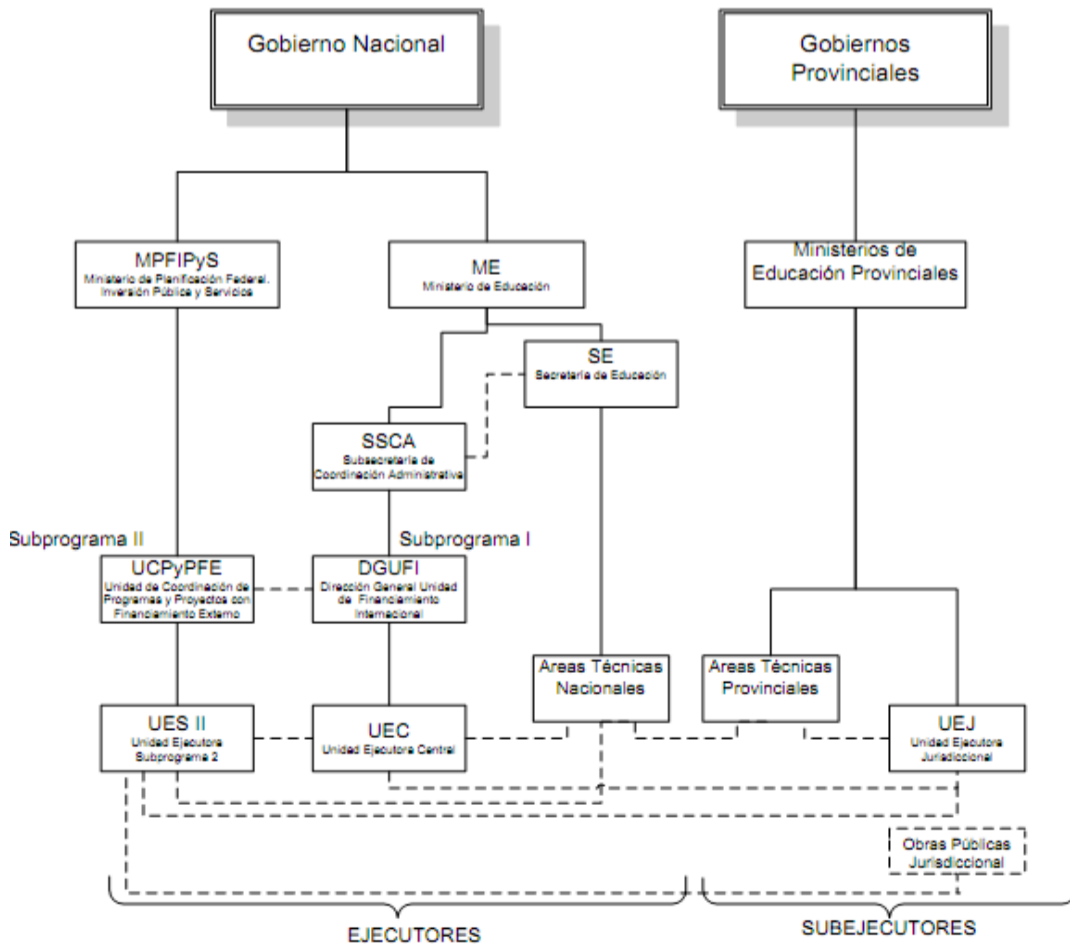 Gobierno Nacional
Gobiernos
Provinciales
MPFIPyS
Ministerio de Planificación Federal.
Inversión Pública y Servicios
ME
Ministerio de Educación
Ministerios de
Educación Provinciales
SE
Secretaría de Educación
SSCA
Subsecretaría de
Coordinación Administrativa
Subprograma II
Subprograma I
UCPyPFE
Unidad de Coordinación de
Programas y Proyectos con
Financiamiento Externo
DGUFI
Dirección General Unidad
de Financiamiento
Internacional
Areas Técnicas
Nacionales
Areas Técnicas
Provinciales
UES II
Unidad Ejecutora
Subprograma 2
UEC
Unidad Ejecutora Central
UEJ
Unidad Ejecutora
Jurisdiccional
Obras Públicas
Jurisdiccional
EJECUTORES
SUBEJECUTORES